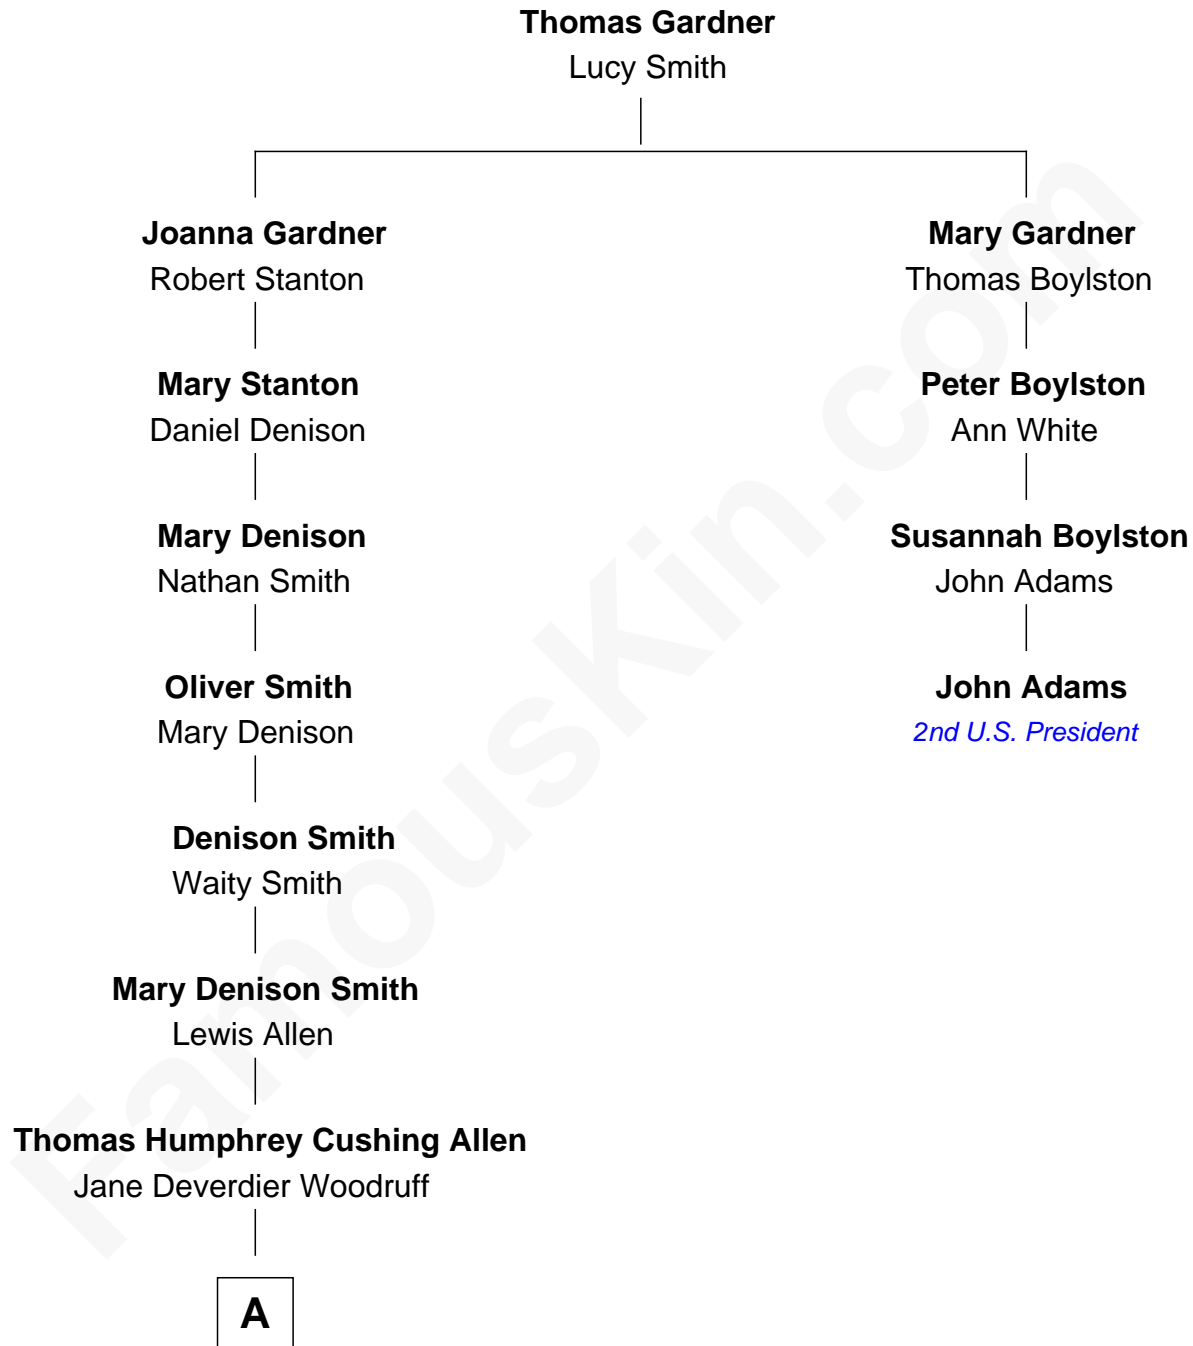 Thomas Gardner
Lucy Smith
Joanna Gardner
Robert Stanton
Mary Stanton
Daniel Denison
Mary Denison
Nathan Smith
Oliver Smith
Mary Denison
Denison Smith
Waity Smith
Mary Denison Smith
Lewis Allen
Thomas Humphrey Cushing Allen
Jane Deverdier Woodruff
A
Mary Gardner
Thomas Boylston
Peter Boylston
Ann White
Susannah Boylston
John Adams
John Adams
2nd U.S. President
FamousKin.com